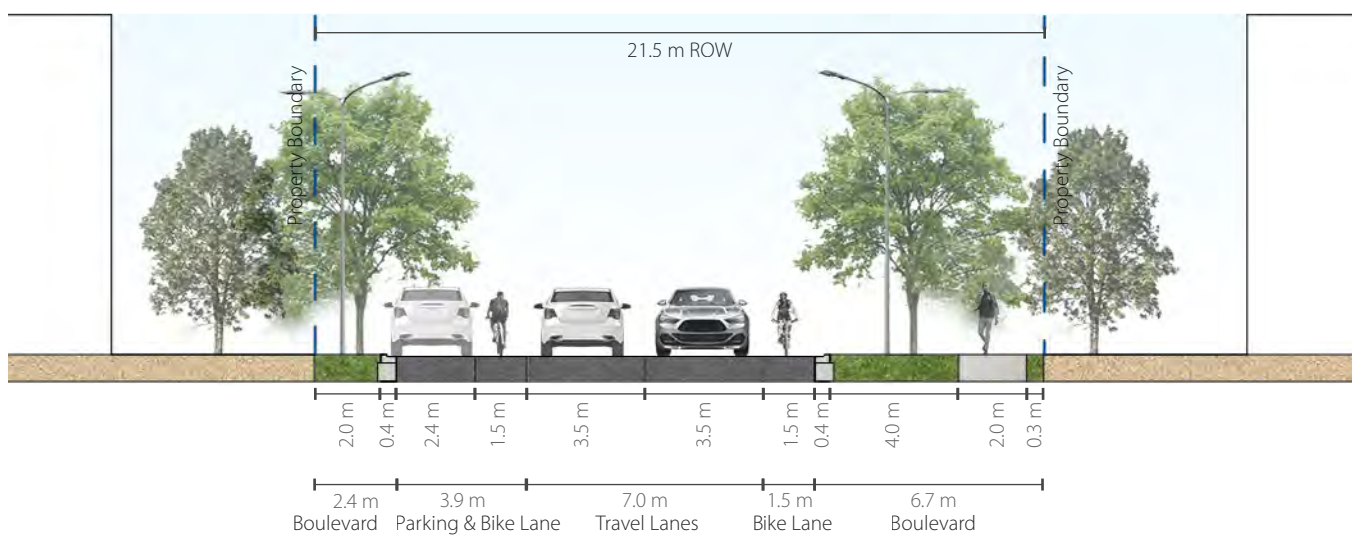 21.5 m ROW
Property Boundary
Property Boundary
2.0 m
0.4 m
2.4 m
1.5 m
3.5 m
3.5 m
1.5 m
0.4 m
4.0 m
2.0 m
0.3 m
2.4 m
Boulevard
3.9 m
Parking & Bike Lane
7.0 m
Travel Lanes
1.5 m
Bike Lane
6.7 m
Boulevard